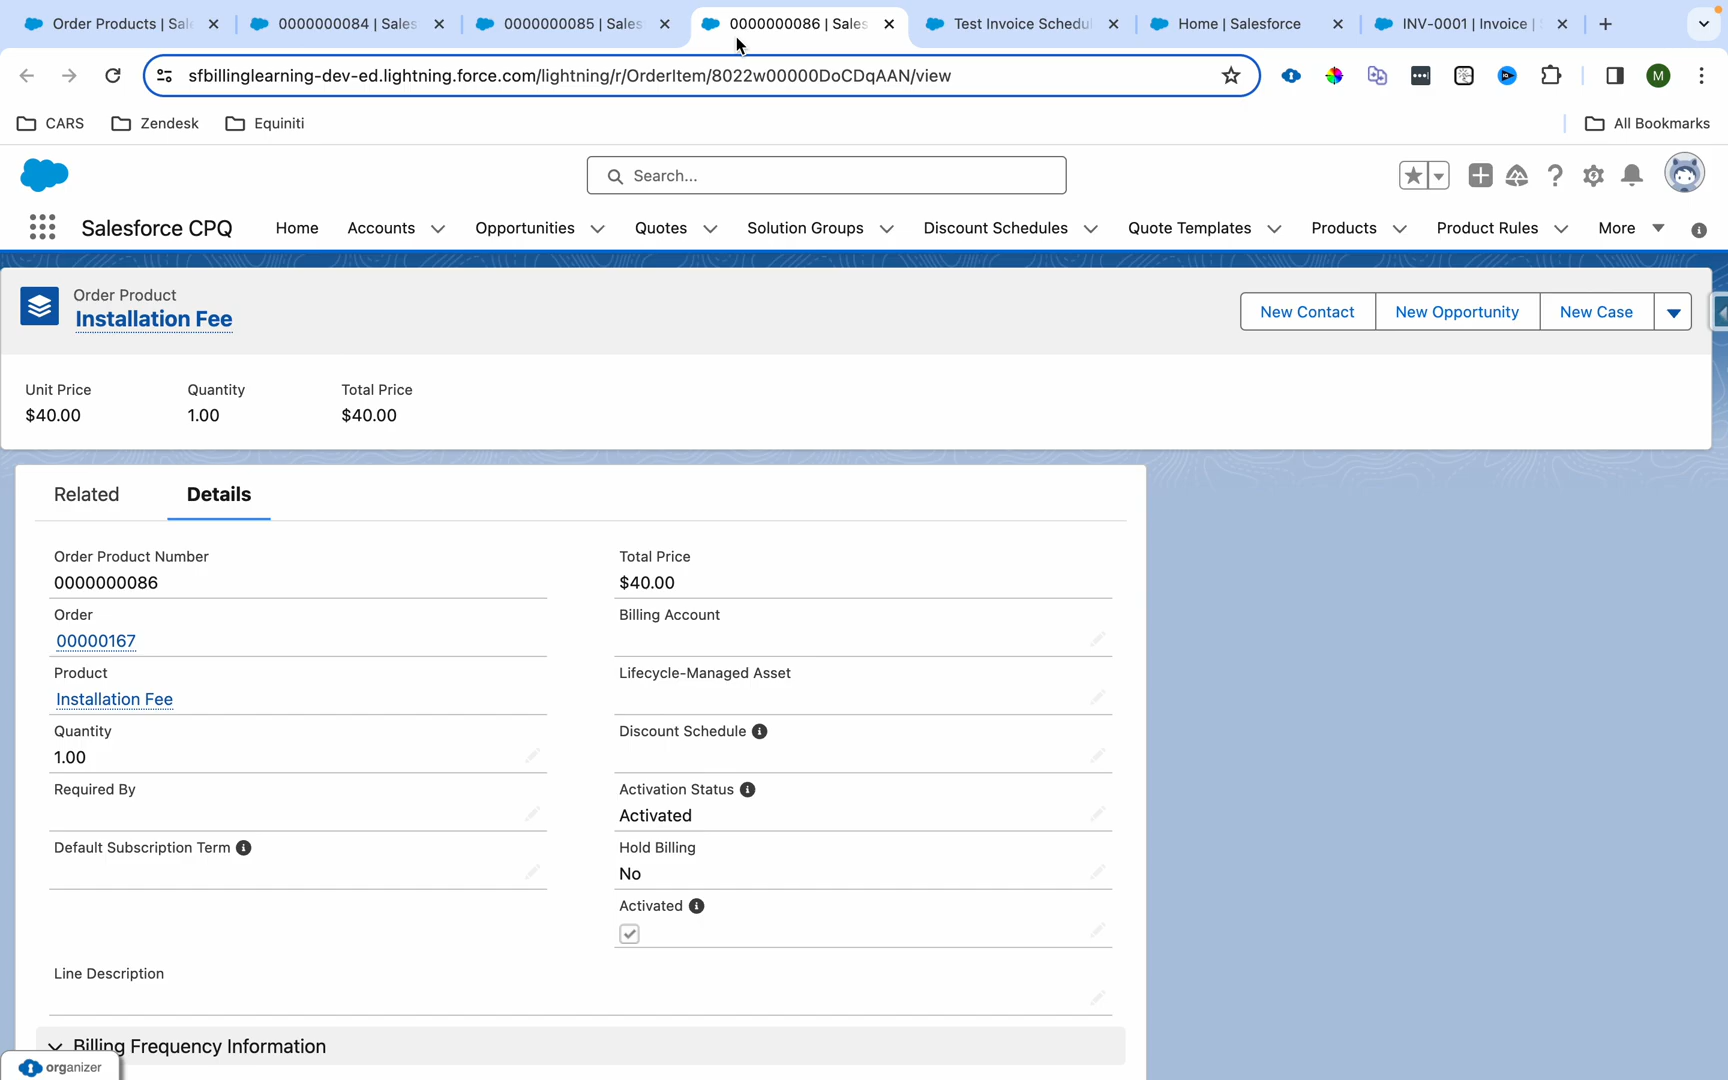 Order Products | Sale
0000000084 | Sales
0000000085 | Sales
0000000086 | Sales
Test Invoice Schedul
Home | Salesforce
INV-0001 | Invoice | S
sfbillinglearning-dev-ed.lightning.force.com/lightning/r/OrderItem/8022w00000DoCDqAAN/view
M
CARS
Zendesk
Equiniti
All Bookmarks
Search...
Salesforce CPQ
Home
Accounts
Opportunities
Quotes
Solution Groups
Discount Schedules
Quote Templates
Products
Product Rules
More
Order Product
Installation Fee
New Contact
New Opportunity
New Case
Unit Price
Quantity
Total Price
$40.00
1.00
$40.00
Related
Details
Order Product Number
0000000086
Total Price
$40.00
Order
00000167
Billing Account
Product
Installation Fee
Lifecycle-Managed Asset
Quantity
1.00
Discount Schedule
Required By
Activation Status
Activated
Default Subscription Term
Hold Billing
No
Activated
Line Description
Billing Frequency Information
organizer